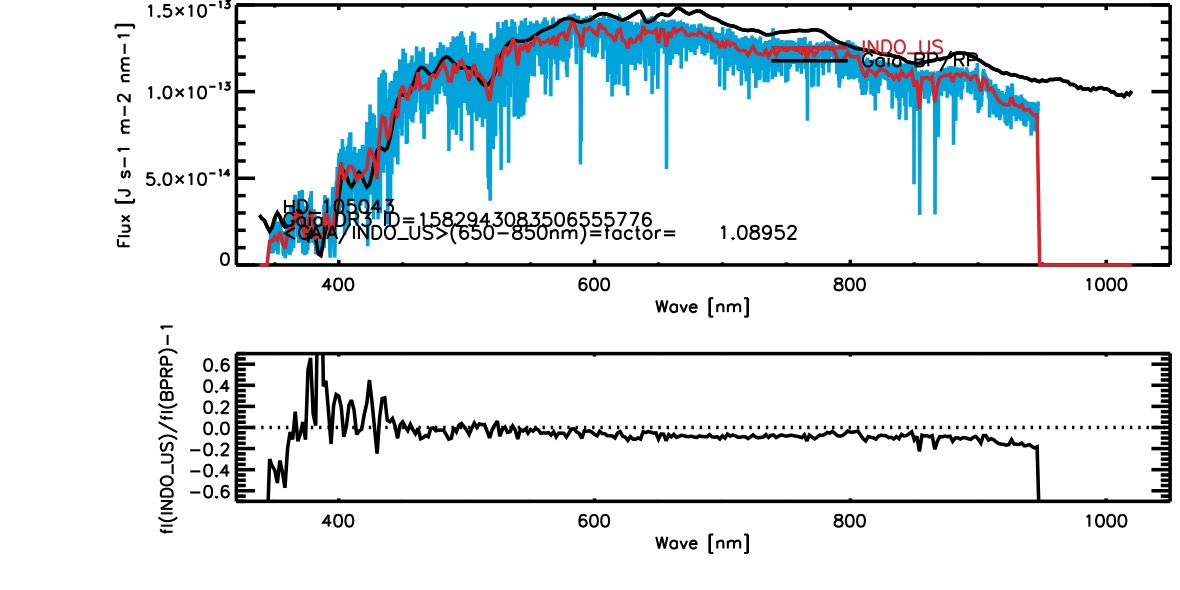 1.5×10−13
1.0×10−13
5.0×10−14
0
Flux [J s−1 m−2 nm−1]
INDO_US
Gaia BP/RP
HD_105043
Gaia DR3 ID=1582943083506555776
<GAIA/INDO_US>(650−850nm)=factor= 1.08952
400 600 800 1000
Wave [nm]
fl(INDO_US)/fl(BPRP)−1
0.6
0.4
0.2
0.0
−0.2
−0.4
−0.6
400 600 800 1000
Wave [nm]